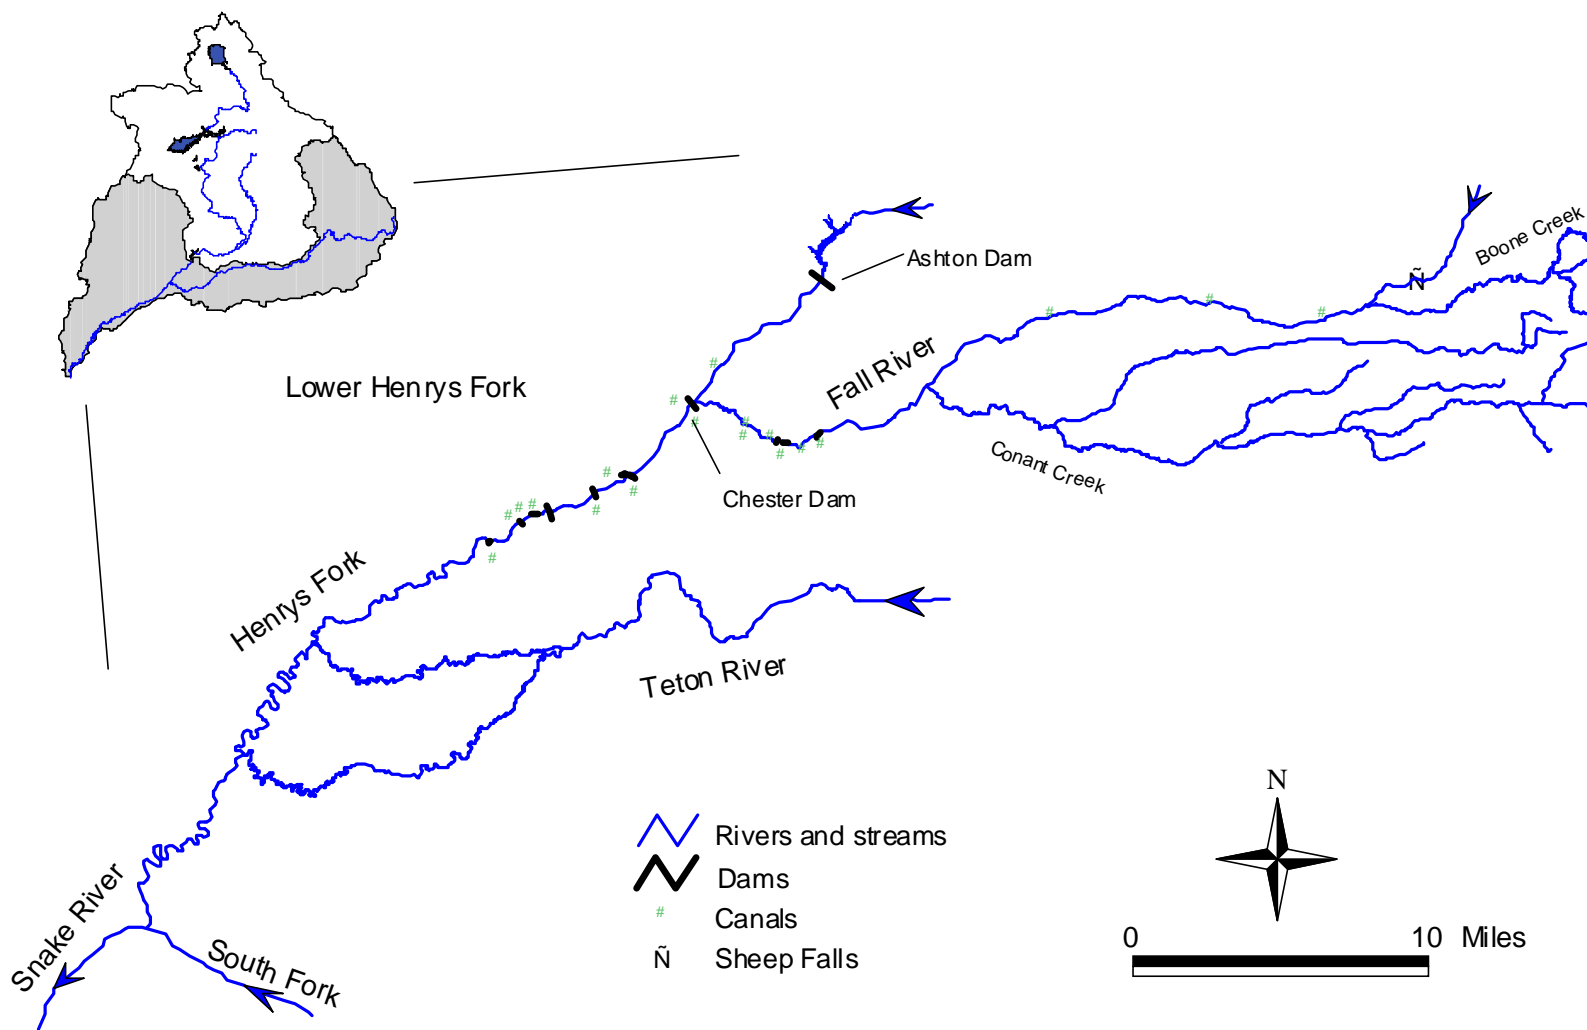 Boone Creek
Ñ
Ashton Dam
Fall River
Lower Henrys Fork
Conant Creek
Chester Dam
Henrys Fork
Teton River
N
Rivers and streams
Dams
# Canals
Ñ Sheep Falls
0 10 Miles
Snake River
South Fork